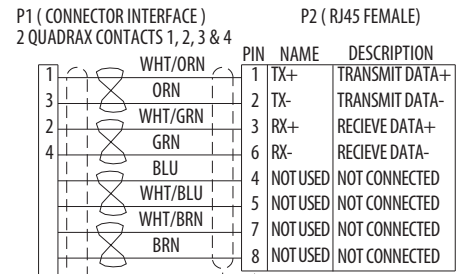 P1 ( CONNECTOR INTERFACE )
2 QUADRAX CONTACTS 1, 2, 3 & 4
P2 ( RJ45 FEMALE)
PIN NAME DESCRIPTION
1 WHT/ORN 1 TX+ TRANSMIT DATA+
3 ORN 2 TX- TRANSMIT DATA-
2 WHT/GRN 3 RX+ RECIEVE DATA+
4 GRN 6 RX- RECIEVE DATA-
BLU 4 NOT USED NOT CONNECTED
WHT/BLU 5 NOT USED NOT CONNECTED
WHT/BRN 7 NOT USED NOT CONNECTED
BRN 8 NOT USED NOT CONNECTED